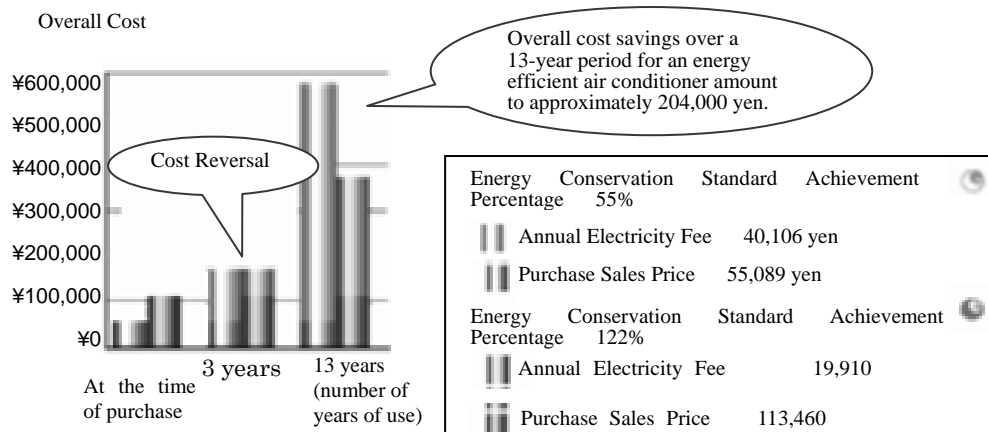 Overall Cost
Overall cost savings over a
13-year period for an energy
efficient air conditioner amount
to approximately 204,000 yen.
¥600,000
¥500,000
¥400,000
¥300,000
¥200,000
¥100,000
¥0
Cost Reversal
At the time
of purchase
3 years
13 years
(number of
years of use)
Energy Conservation Standard Achievement
Percentage 55%
Annual Electricity Fee 40,106 yen
Purchase Sales Price 55,089 yen
Energy Conservation Standard Achievement
Percentage 122%
Annual Electricity Fee 19,910
Purchase Sales Price 113,460